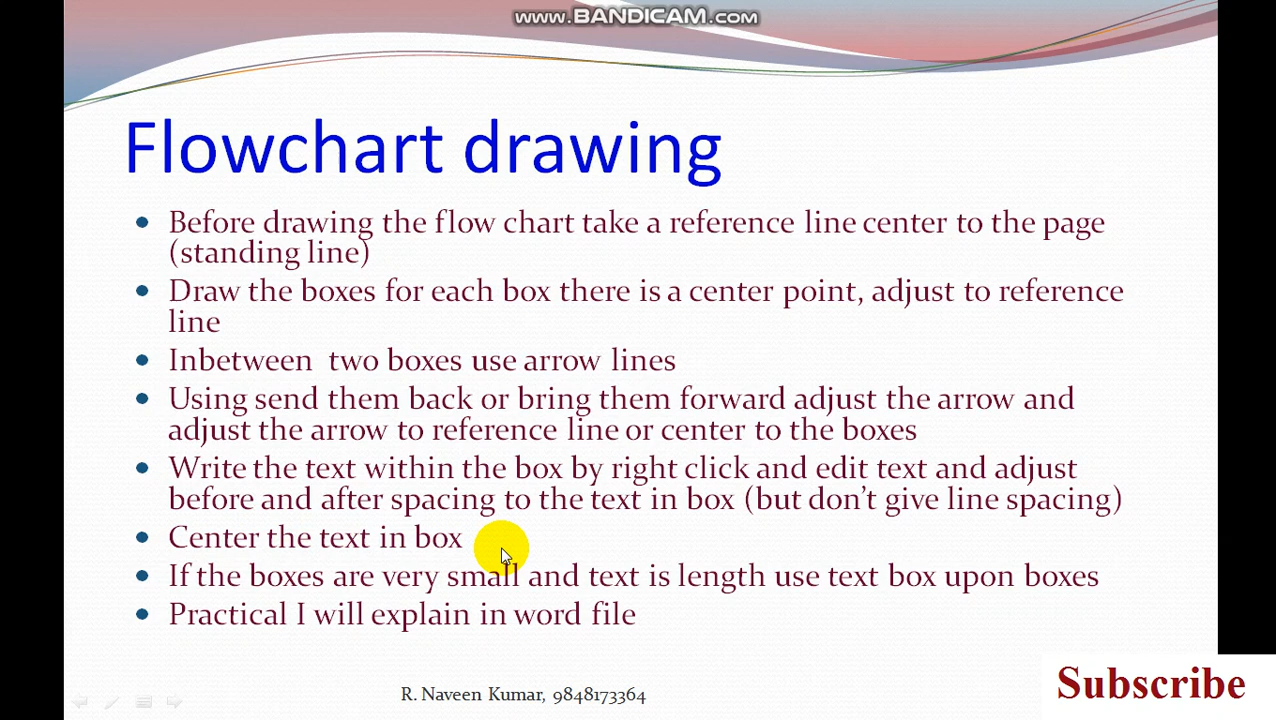 www.BANDICAM.com
Flowchart drawing
Before drawing the flow chart take a reference line center to the page
(standing line)
Draw the boxes for each box there is a center point, adjust to reference
line
Inbetween  two boxes use arrow lines
Using send them back or bring them forward adjust the arrow and
adjust the arrow to reference line or center to the boxes
Write the text within the box by right click and edit text and adjust
before and after spacing to the text in box (but don't give line spacing)
Center the text in box
If the boxes are very small and text is length use text box upon boxes
Practical I will explain in word file
R. Naveen Kumar, 9848173364
Subscribe